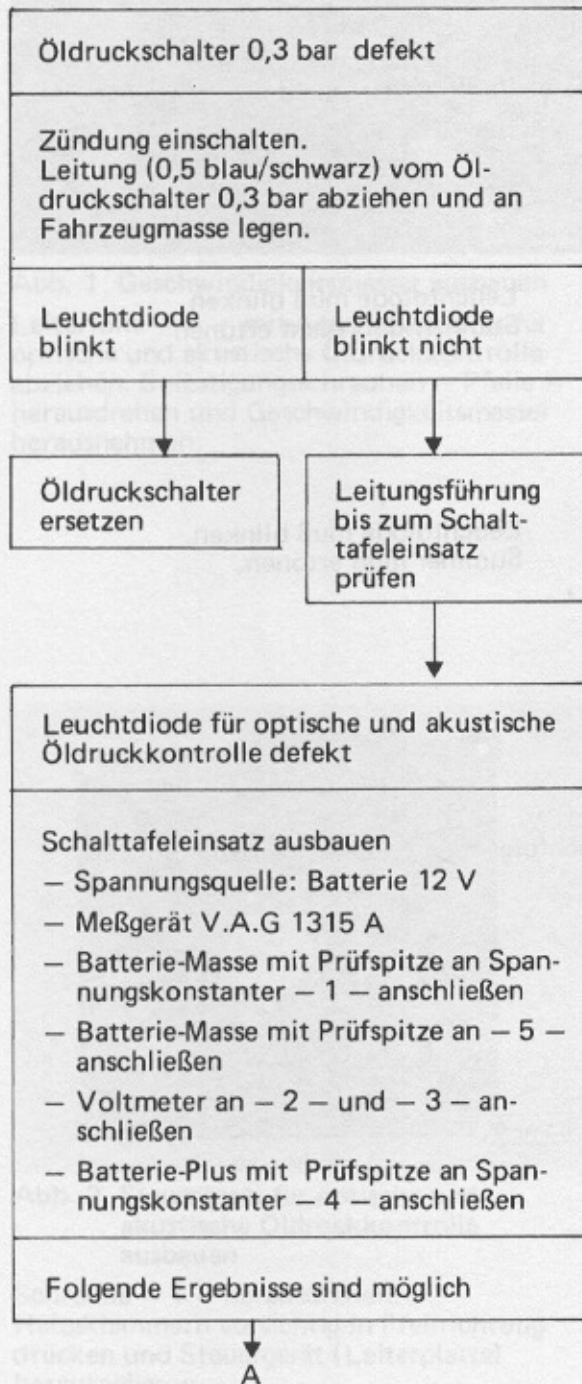 Öldruckschalter 0,3 bar defekt
Zündung einschalten.
Leitung (0,5 blau/schwarz) vom Öl-
druckschalter 0,3 bar abziehen und an
Fahrzeugmasse legen.
Leuchtdiode
blinkt
Leuchtdiode
blinkt nicht
Öldruckschalter
ersetzen
Leitungsführung
bis zum Schalt-
tafeleinsatz
prüfen
Leuchtdiode für optische und akustische
Öldruckkontrolle defekt
Schalttafeleinsatz ausbauen
– Spannungsquelle: Batterie 12 V
– Meßgerät V.A.G 1315 A
– Batterie-Masse mit Prüfspitze an Span-
nungskonstanter – 1 – anschließen
– Batterie-Masse mit Prüfspitze an – 5 –
anschließen
– Voltmeter an – 2 – und – 3 – an-
schließen
– Batterie-Plus mit Prüfspitze an Span-
nungskonstanter – 4 – anschließen
Folgende Ergebnisse sind möglich
A